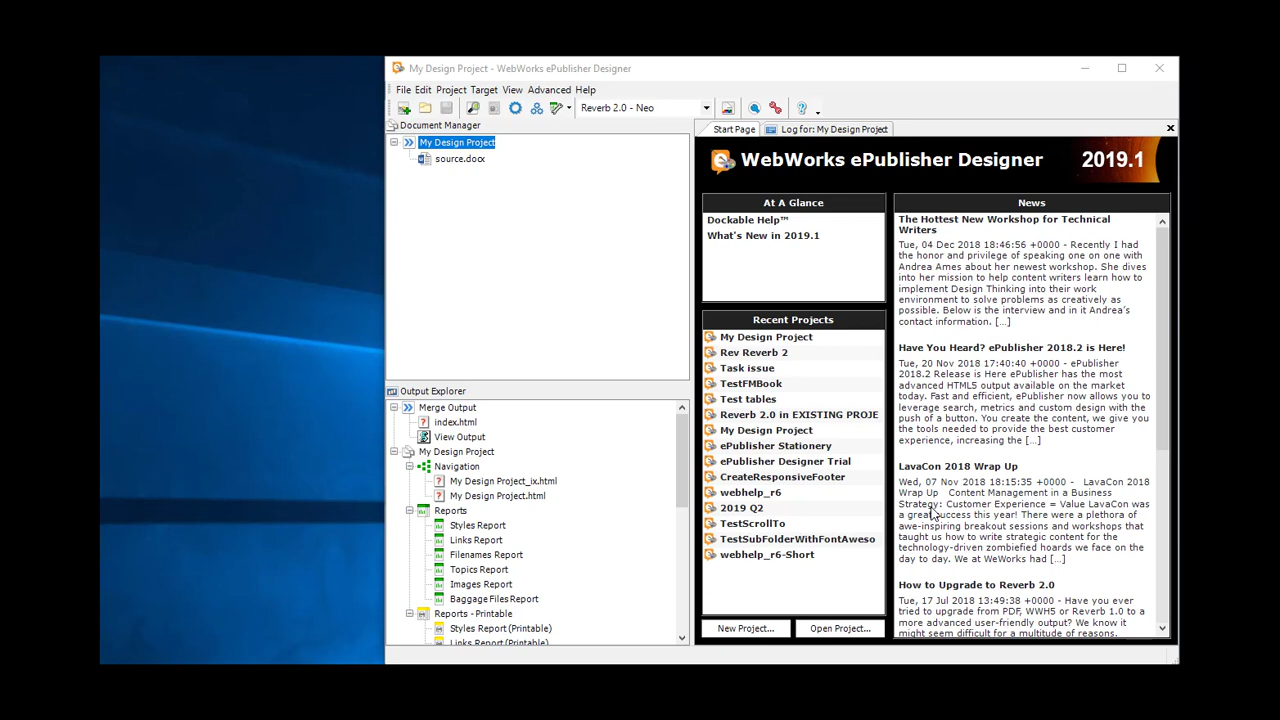 My Design Project - WebWorks ePublisher Designer
File Edit Project Target View Advanced Help
Reverb 2.0 - Neo
Document Manager
My Design Project
source.docx
Output Explorer
Merge Output
index.html
View Output
My Design Project
Navigation
My Design Project_ix.html
My Design Project.html
Reports
Styles Report
Links Report
Filenames Report
Topics Report
Images Report
Baggage Files Report
Reports - Printable
Styles Report (Printable)
Links Report (Printable)
Start Page
Log for: My Design Project
WebWorks ePublisher Designer
2019.1
At A Glance
Dockable Help™
What's New in 2019.1
Recent Projects
My Design Project
Rev Reverb 2
Task issue
TestFMBook
Test tables
Reverb 2.0 in EXISTING PROJE
My Design Project
ePublisher Stationery
ePublisher Designer Trial
CreateResponsiveFooter
webhelp_r6
2019 Q2
TestScrollTo
TestSubFolderWithFontAweso
webhelp_r6-Short
New Project...
Open Project...
News
The Hottest New Workshop for Technical
Writers
Tue, 04 Dec 2018 18:46:56 +0000 - Recently I had
the honor and privilege of speaking one on one with
Andrea Ames about her newest workshop. She dives
into her mission to help content writers learn how to
implement Design Thinking into their work
environment to solve problems as creatively as
possible. Below is the interview and in it Andrea's
contact information. [...]
Have You Heard? ePublisher 2018.2 is Here!
Tue, 20 Nov 2018 17:40:40 +0000 - ePublisher
2018.2 Release is Here ePublisher has the most
advanced HTML5 output available on the market
today. Fast and efficient, ePublisher now allows you to
leverage search, metrics and custom design with the
push of a button. You create the content, we give you
the tools needed to provide the best customer
experience, increasing the [...]
LavaCon 2018 Wrap Up
Wed, 07 Nov 2018 18:15:35 +0000 - LavaCon 2018
Wrap Up Content Management in a Business
Strategy: Customer Experience = Value LavaCon was
a great success this year! There were a plethora of
awe-inspiring breakout sessions and workshops that
taught us how to write strategic content for the
technology-driven zombiefied hoards we face on the
day to day. We at WeWorks had [...]
How to Upgrade to Reverb 2.0
Tue, 17 Jul 2018 13:49:38 +0000 - Have you ever
tried to upgrade from PDF, WWH5 or Reverb 1.0 to a
more advanced user-friendly output? We know it
might seem difficult for a multitude of reasons.